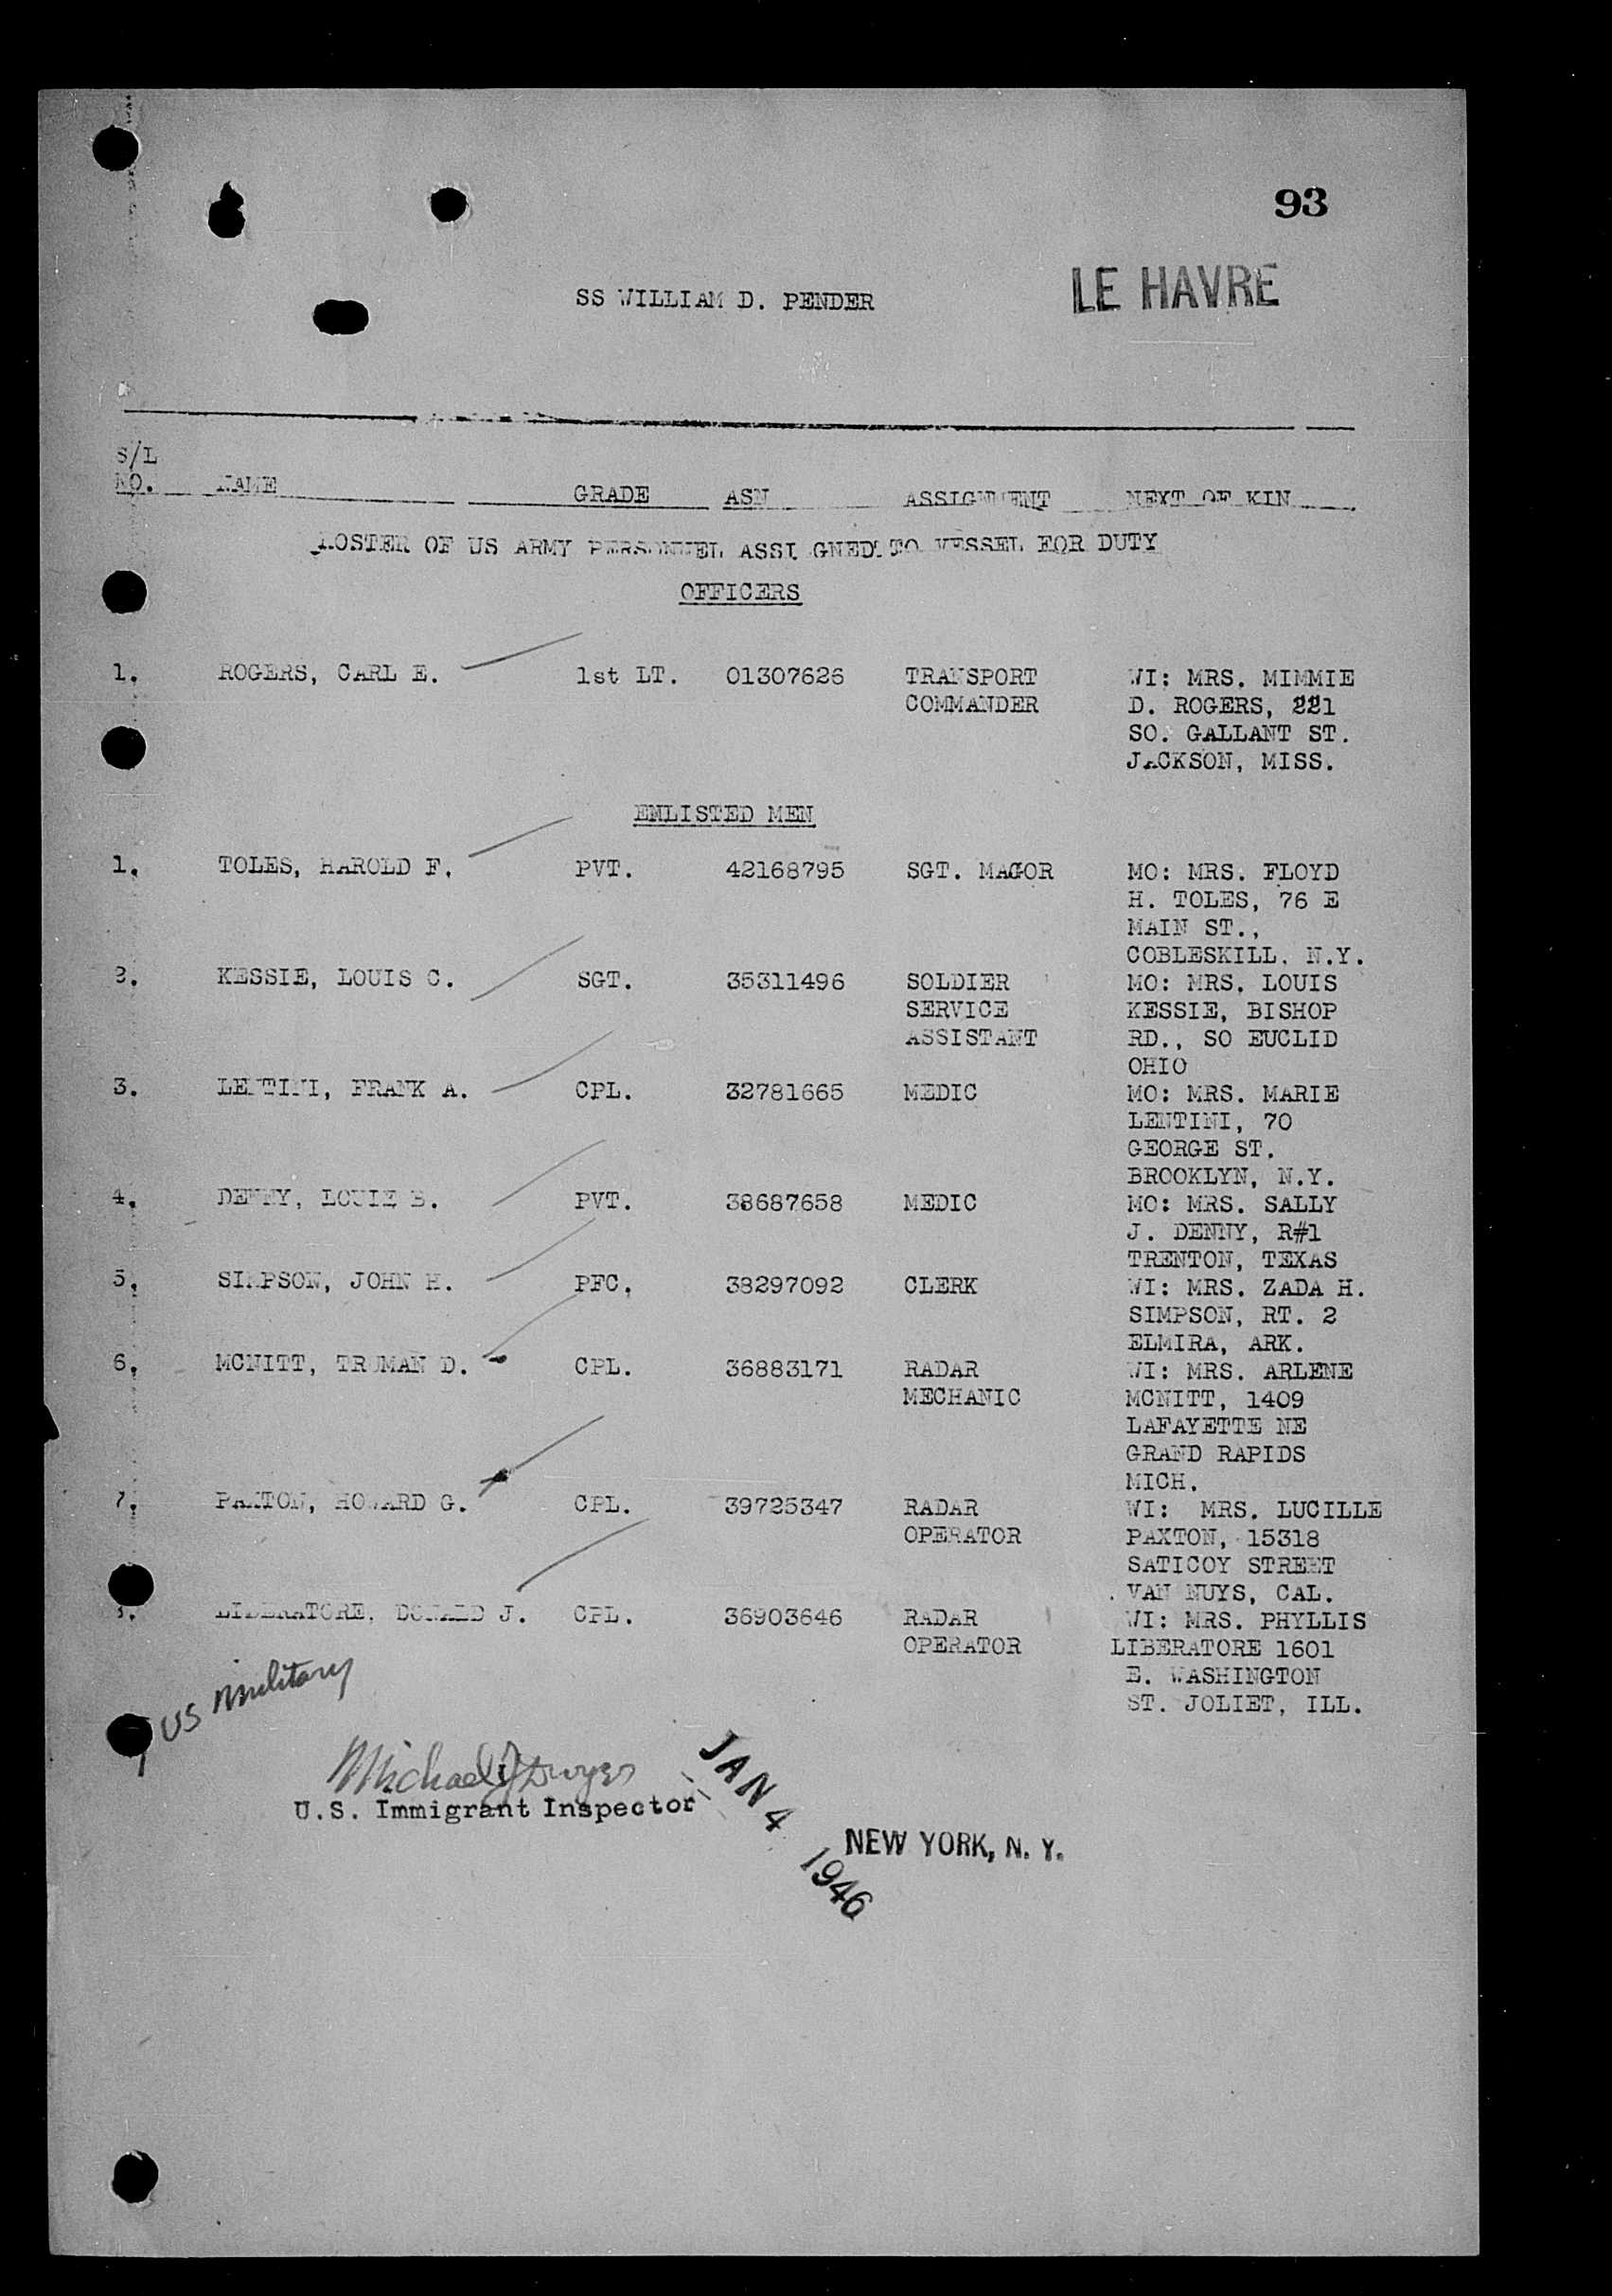 93
LE HAVRE
SS WILLIAM D. PENDER
S/L
NO. NAME GRADE ASN ASSIGNMENT NEXT OF KIN
ROSTER OF US ARMY PERSONNEL ASSIGNED TO VESSEL FOR DUTY
OFFICERS
1. ROGERS, CARL E. 1st LT. 01307626 TRANSPORT WI: MRS. MIMMIE
COMMANDER D. ROGERS, 221
SO. GALLANT ST.
JACKSON, MISS.
ENLISTED MEN
1. TOLES, HAROLD F. PVT. 42168795 SGT. MAGOR MO: MRS. FLOYD
H. TOLES, 76 E
MAIN ST.,
COBLESKILL, N.Y.
2. KESSIE, LOUIS C. SGT. 35311496 SOLDIER MO: MRS. LOUIS
SERVICE KESSIE, BISHOP
ASSISTANT RD., SO EUCLID
OHIO
3. LENTINI, FRANK A. CPL. 32781665 MEDIC MO: MRS. MARIE
LENTINI, 70
GEORGE ST.
BROOKLYN, N.Y.
4. DENNY, LOUIE B. PVT. 38687658 MEDIC MO: MRS. SALLY
J. DENNY, R#1
TRENTON, TEXAS
5. SIMPSON, JOHN H. PFC. 38297092 CLERK WI: MRS. ZADA H.
SIMPSON, RT. 2
ELMIRA, ARK.
6. MCNITT, TRUMAN D. CPL. 36883171 RADAR WI: MRS. ARLENE
MECHANIC MCNITT, 1409
LAFAYETTE NE
GRAND RAPIDS
MICH.
7. PAXTON, HOWARD G. CPL. 39725347 RADAR WI: MRS. LUCILLE
OPERATOR PAXTON, 15318
SATICOY STREET
VAN NUYS, CAL.
8. LIBERATORE, DONALD J. CPL. 36903646 RADAR WI: MRS. PHYLLIS
OPERATOR LIBERATORE 1601
E. WASHINGTON
ST. JOLIET, ILL.
US Military
Michael J Dwyer
U.S. Immigrant Inspector
JAN 4 1946
NEW YORK, N. Y.